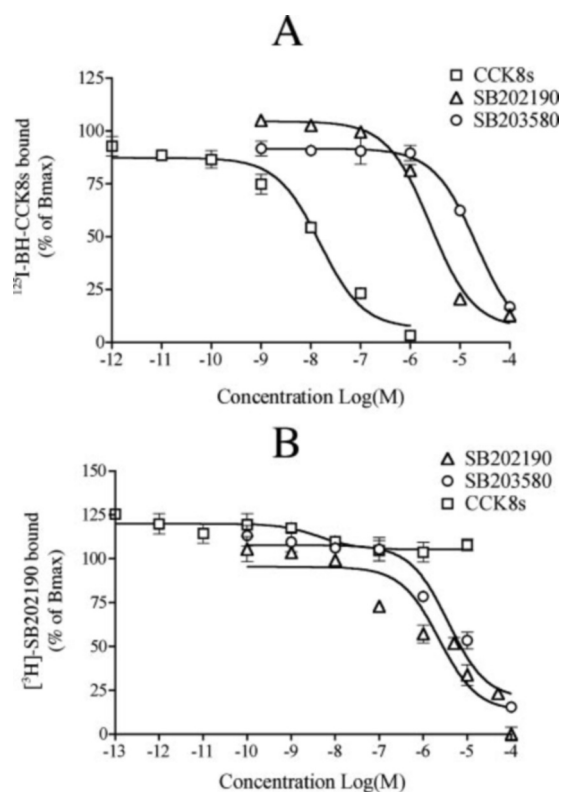 A
□ CCK8s
△ SB202190
○ SB203580
¹²⁵I-BH-CCK8s bound
(% of Bmax)
125
100
75
50
25
0
-12 -11 -10 -9 -8 -7 -6 -5 -4
Concentration Log(M)
B
△ SB202190
○ SB203580
□ CCK8s
[³H]-SB202190 bound
(% of Bmax)
150
125
100
75
50
25
0
-13 -12 -11 -10 -9 -8 -7 -6 -5 -4
Concentration Log(M)